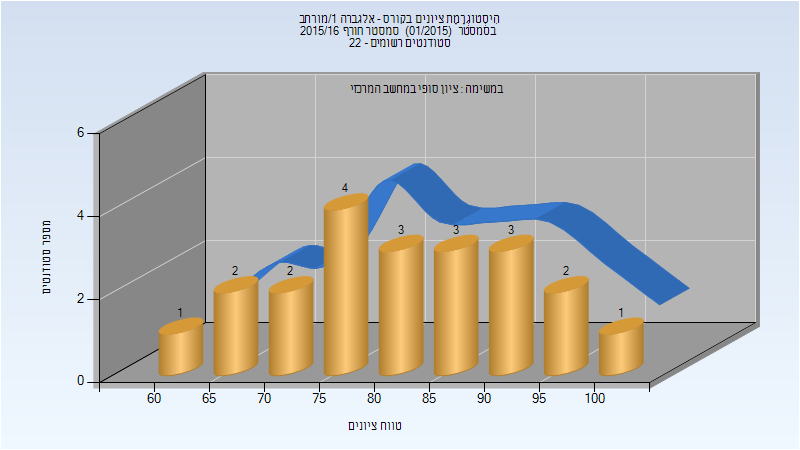 היסטוגרמת ציונים בקורס - אלגברה 1/מורחב
בסמסטר (01/2015) סמסטר חורף 2015/16
סטודנטים רשומים - 22
במשימה : ציון סופי במחשב המרכזי
מספר סטודנטים
6
4
2
0
1
2
2
4
3
3
3
2
1
60 65 70 75 80 85 90 95 100
טווח ציונים